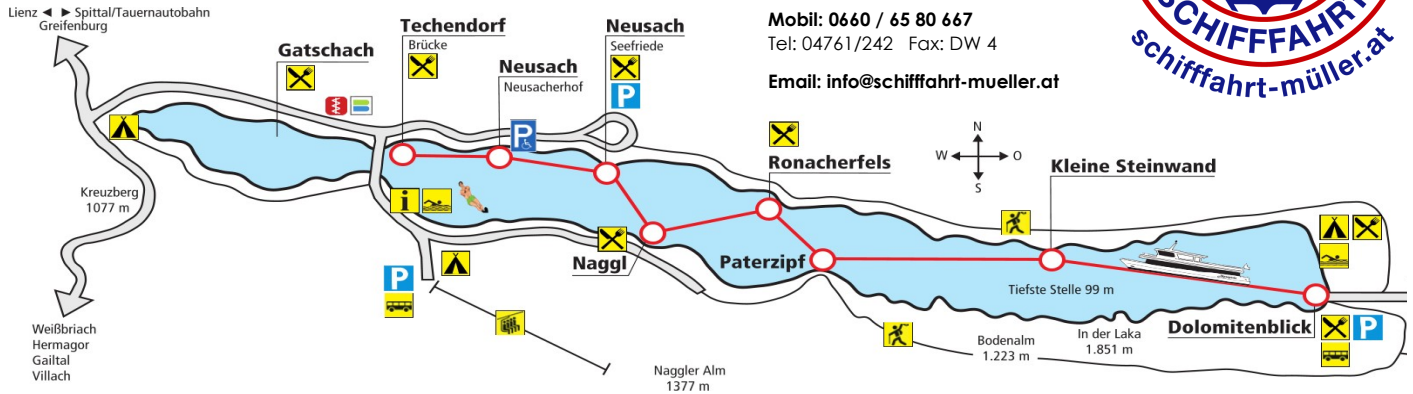 Lienz ◄ ► Spittal/Tauernautobahn
Greifenburg
Gatschach
Techendorf
Brücke
Neusach
Neusacherhof
Neusach
Seefriede
P
P
Mobil: 0660 / 65 80 667
Tel: 04761/242 Fax: DW 4
Email: info@schifffahrt-mueller.at
SCHIFFFAHRT
schifffahrt-müller.at
Ronacherfels
N
W O
S
Kleine Steinwand
Kreuzberg
1077 m
i
Naggl
Paterzipf
Tiefste Stelle 99 m
Dolomitenblick
P
P
Weißbriach
Hermagor
Gailtal
Villach
Bodenalm
1.223 m
In der Laka
1.851 m
Naggler Alm
1377 m